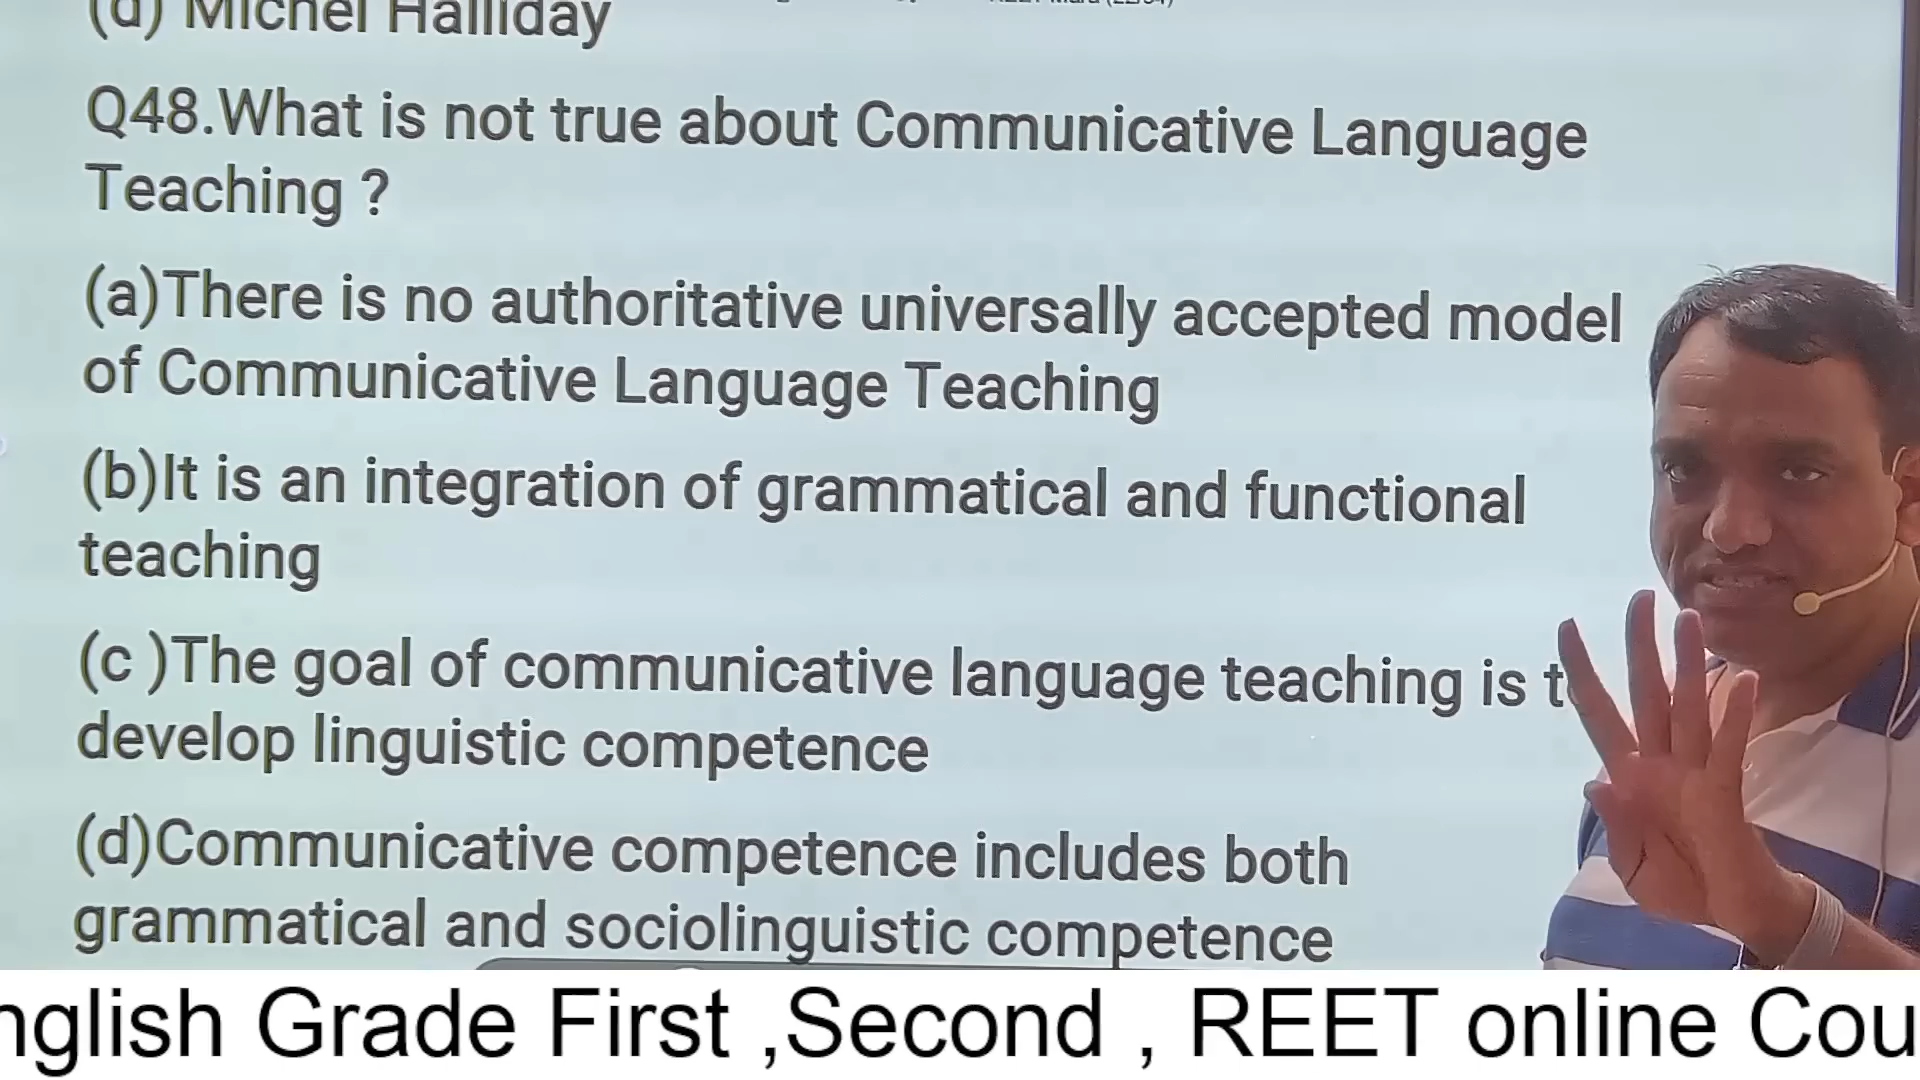 (d) Michel Halliday
Q48.What is not true about Communicative Language
Teaching ?
(a)There is no authoritative universally accepted model
of Communicative Language Teaching
(b)It is an integration of grammatical and functional
teaching
(c )The goal of communicative language teaching is
develop linguistic competence
(d)Communicative competence includes both
grammatical and sociolinguistic competence
Grade First ,Second , REET online